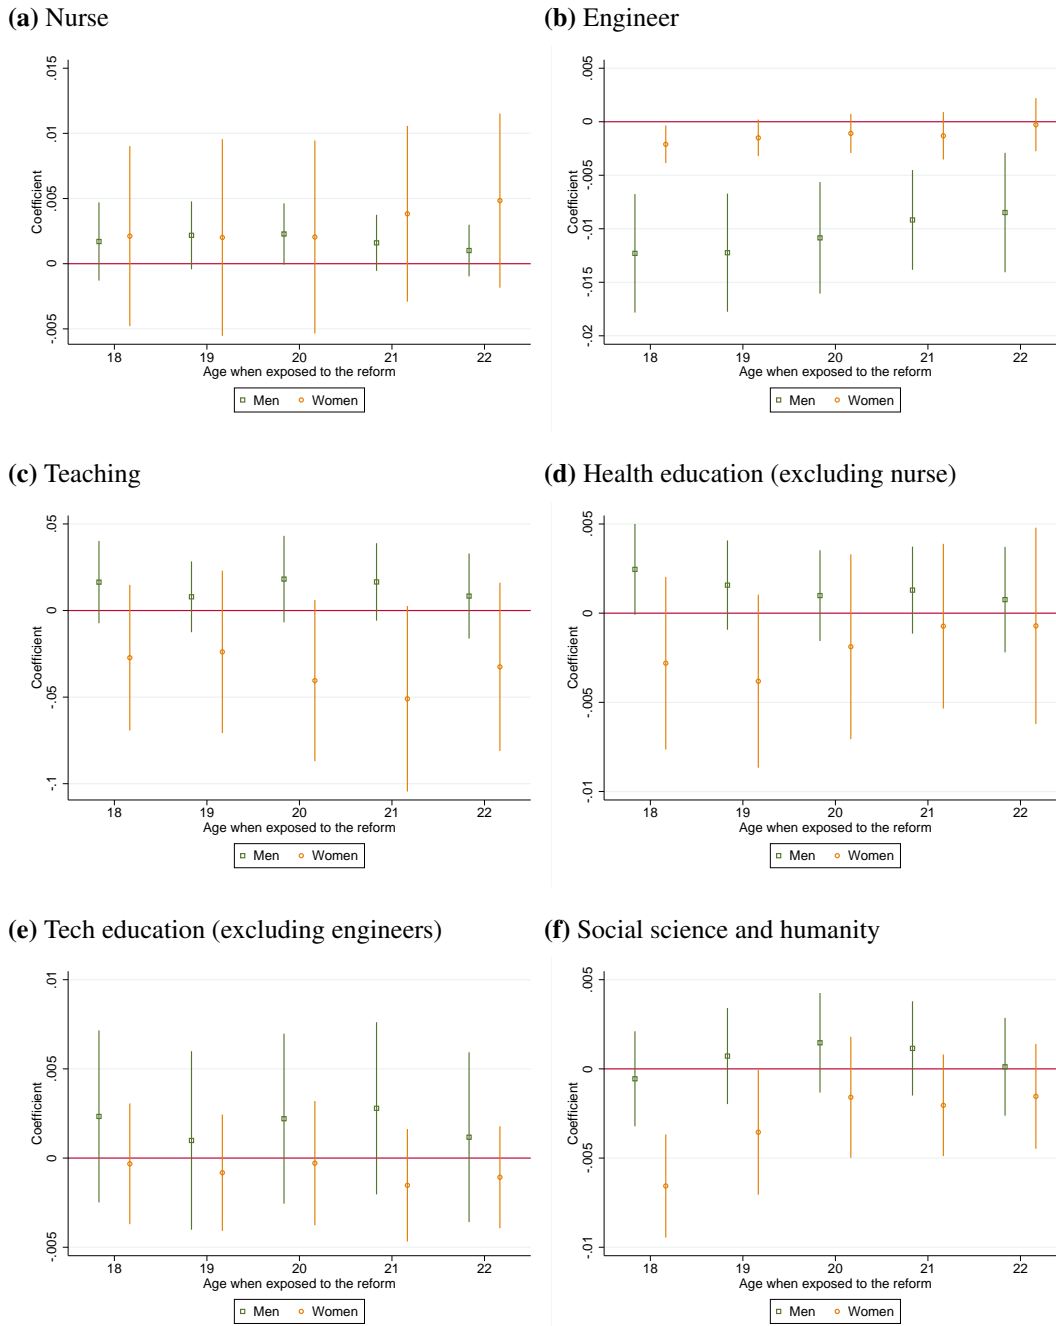 (a) Nurse
(b) Engineer
.015
.01
.005
0
-.005
Coefficient
18 19 20 21 22
Age when exposed to the reform
Men Women
.005
0
-.005
-.01
-.015
-.02
Coefficient
18 19 20 21 22
Age when exposed to the reform
Men Women
(c) Teaching
(d) Health education (excluding nurse)
.05
0
-.05
-.1
Coefficient
18 19 20 21 22
Age when exposed to the reform
Men Women
.005
0
-.005
-.01
Coefficient
18 19 20 21 22
Age when exposed to the reform
Men Women
(e) Tech education (excluding engineers)
(f) Social science and humanity
.01
.005
0
-.005
Coefficient
18 19 20 21 22
Age when exposed to the reform
Men Women
.005
0
-.005
-.01
Coefficient
18 19 20 21 22
Age when exposed to the reform
Men Women